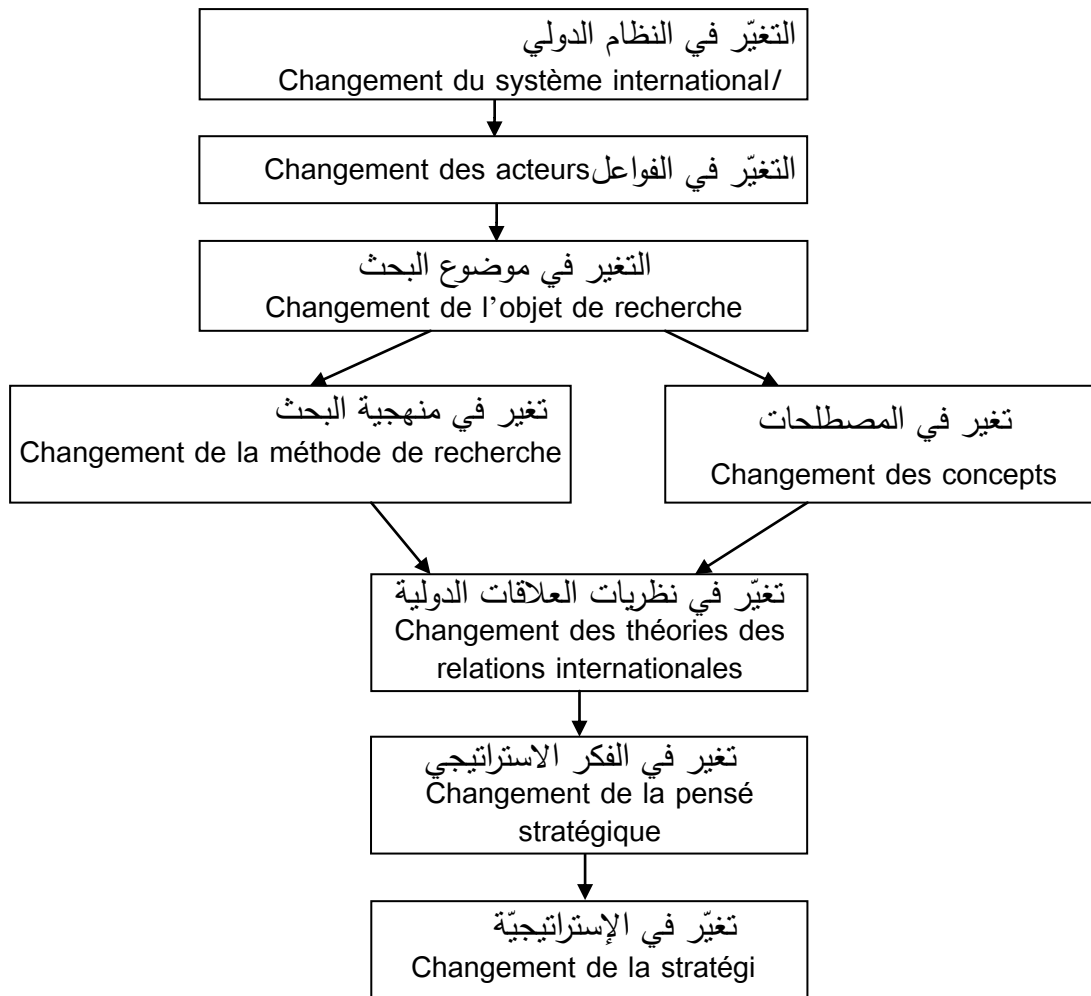 التغيّر في النظام الدولي
Changement du système international/
التغيّر في الفواعلChangement des acteurs
التغير في موضوع البحث
Changement de l’objet de recherche
تغير في منهجية البحث
Changement de la méthode de recherche
تغير في المصطلحات
Changement des concepts
تغيّر في نظريات العلاقات الدولية
Changement des théories des
relations internationales
تغير في الفكر الاستراتيجي
Changement de la pensé
stratégique
تغيّر في الإستراتيجيّة
Changement de la stratégi